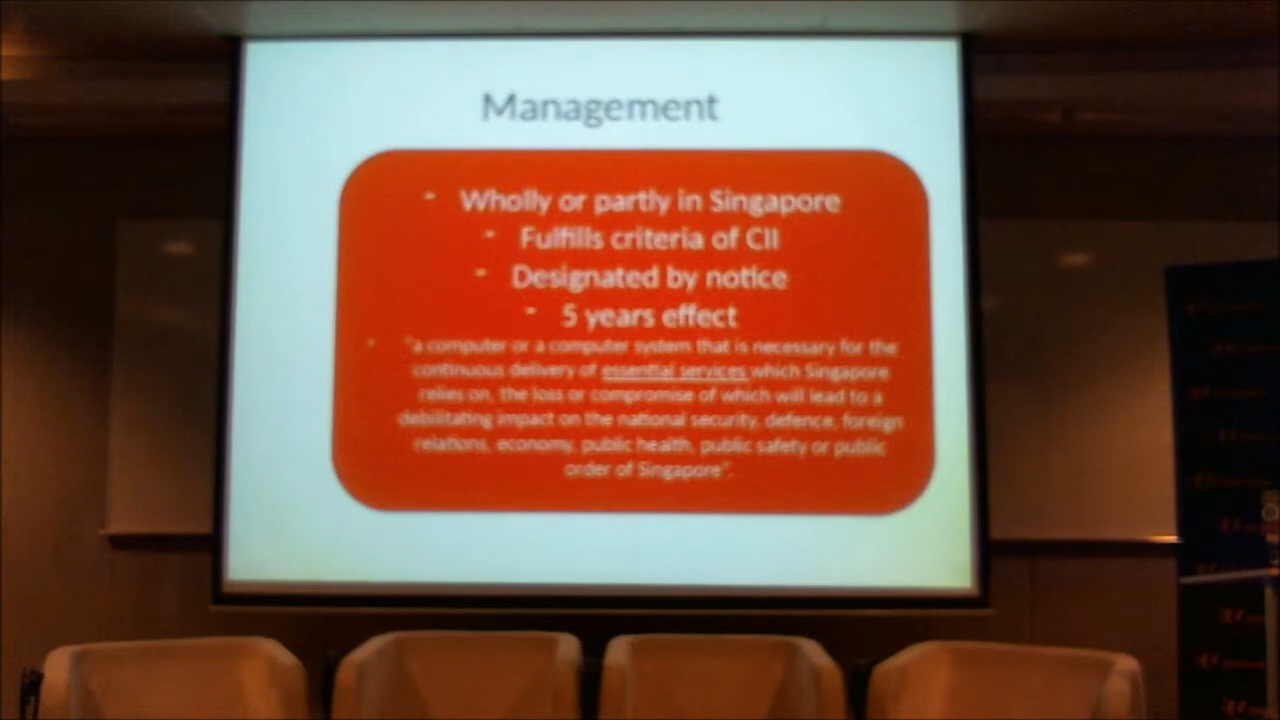 Management
- Wholly or partly in Singapore
- Fulfills criteria of CII
- Designated by notice
- 5 years effect
- "a computer or a computer system that is necessary for the
continuous delivery of essential services which Singapore
relies on, the loss or compromise of which will lead to a
debilitating impact on the national security, defence, foreign
relations, economy, public health, public safety or public
order of Singapore".